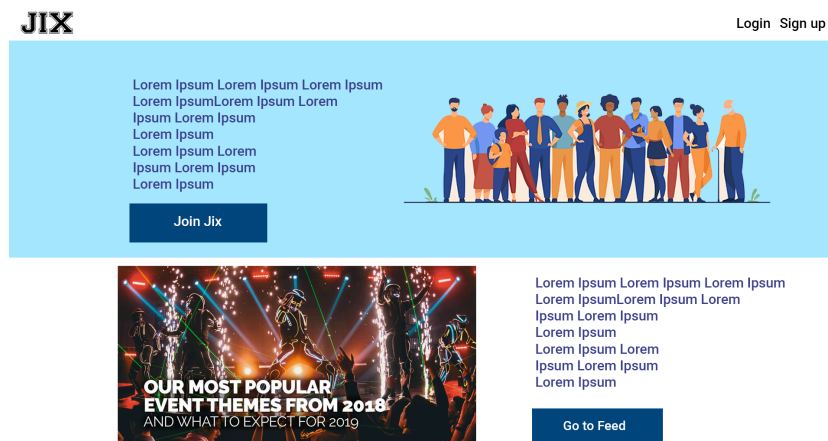 JIX
Login Sign up
Lorem Ipsum Lorem Ipsum Lorem Ipsum
Lorem IpsumLorem Ipsum Lorem
Ipsum Lorem Ipsum
Lorem Ipsum
Lorem Ipsum Lorem
Ipsum Lorem Ipsum
Lorem Ipsum
Join Jix
OUR MOST POPULAR
EVENT THEMES FROM 2018
AND WHAT TO EXPECT FOR 2019
Lorem Ipsum Lorem Ipsum Lorem Ipsum
Lorem IpsumLorem Ipsum Lorem
Ipsum Lorem Ipsum
Lorem Ipsum
Lorem Ipsum Lorem
Ipsum Lorem Ipsum
Lorem Ipsum
Go to Feed